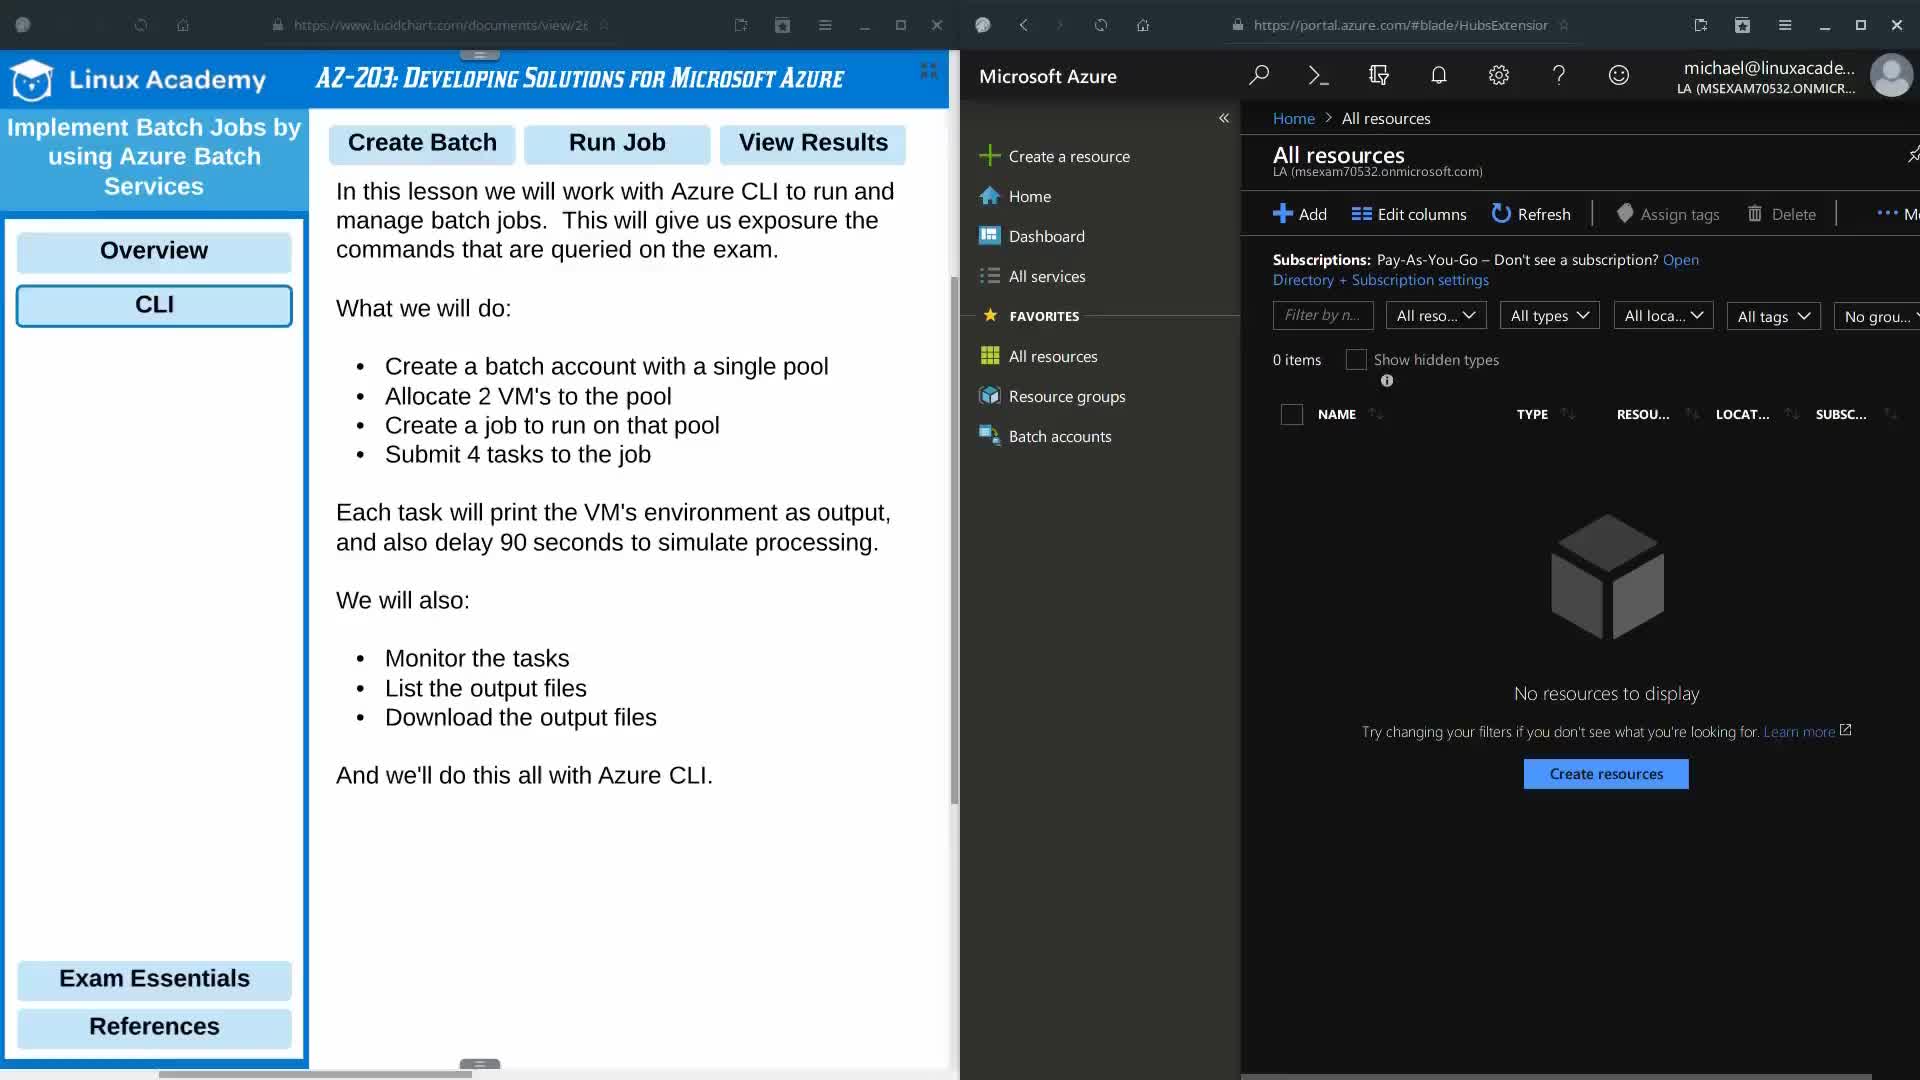 https://www.lucidchart.com/documents/view/2
Linux Academy
AZ-203: Developing Solutions for Microsoft Azure
Implement Batch Jobs by
using Azure Batch
Services
Overview
CLI
Exam Essentials
References
Create Batch
Run Job
View Results
In this lesson we will work with Azure CLI to run and
manage batch jobs. This will give us exposure the
commands that are queried on the exam.
What we will do:
• Create a batch account with a single pool
• Allocate 2 VM's to the pool
• Create a job to run on that pool
• Submit 4 tasks to the job
Each task will print the VM's environment as output,
and also delay 90 seconds to simulate processing.
We will also:
• Monitor the tasks
• List the output files
• Download the output files
And we'll do this all with Azure CLI.
https://portal.azure.com/#blade/HubsExtension
Microsoft Azure
michael@linuxacade...
LA (MSEXAM70532.ONMICR...
Create a resource
Home
Dashboard
All services
FAVORITES
All resources
Resource groups
Batch accounts
Home > All resources
All resources
LA (msexam70532.onmicrosoft.com)
Add
Edit columns
Refresh
Assign tags
Delete
Mo
Subscriptions: Pay-As-You-Go – Don't see a subscription? Open
Directory + Subscription settings
Filter by n...
All reso...
All types
All loca...
All tags
No grou...
0 items
Show hidden types
NAME
TYPE
RESOU...
LOCAT...
SUBSC...
No resources to display
Try changing your filters if you don't see what you're looking for. Learn more
Create resources